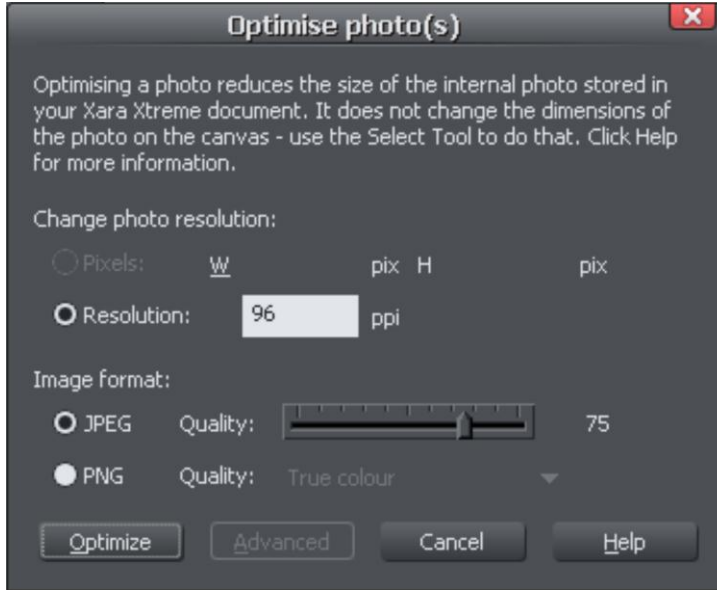 Optimise photo(s)
Optimising a photo reduces the size of the internal photo stored in
your Xara Xtreme document. It does not change the dimensions of
the photo on the canvas - use the Select Tool to do that. Click Help
for more information.
Change photo resolution:
Pixels: W pix H pix
Resolution: 96 ppi
Image format:
JPEG Quality: 75
PNG Quality: True colour
Optimize Advanced Cancel Help